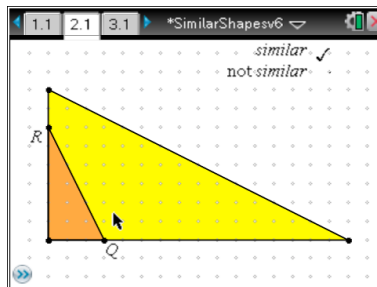 1.1 2.1 3.1 *SimilarShapesv6
similar
not similar
R
Q